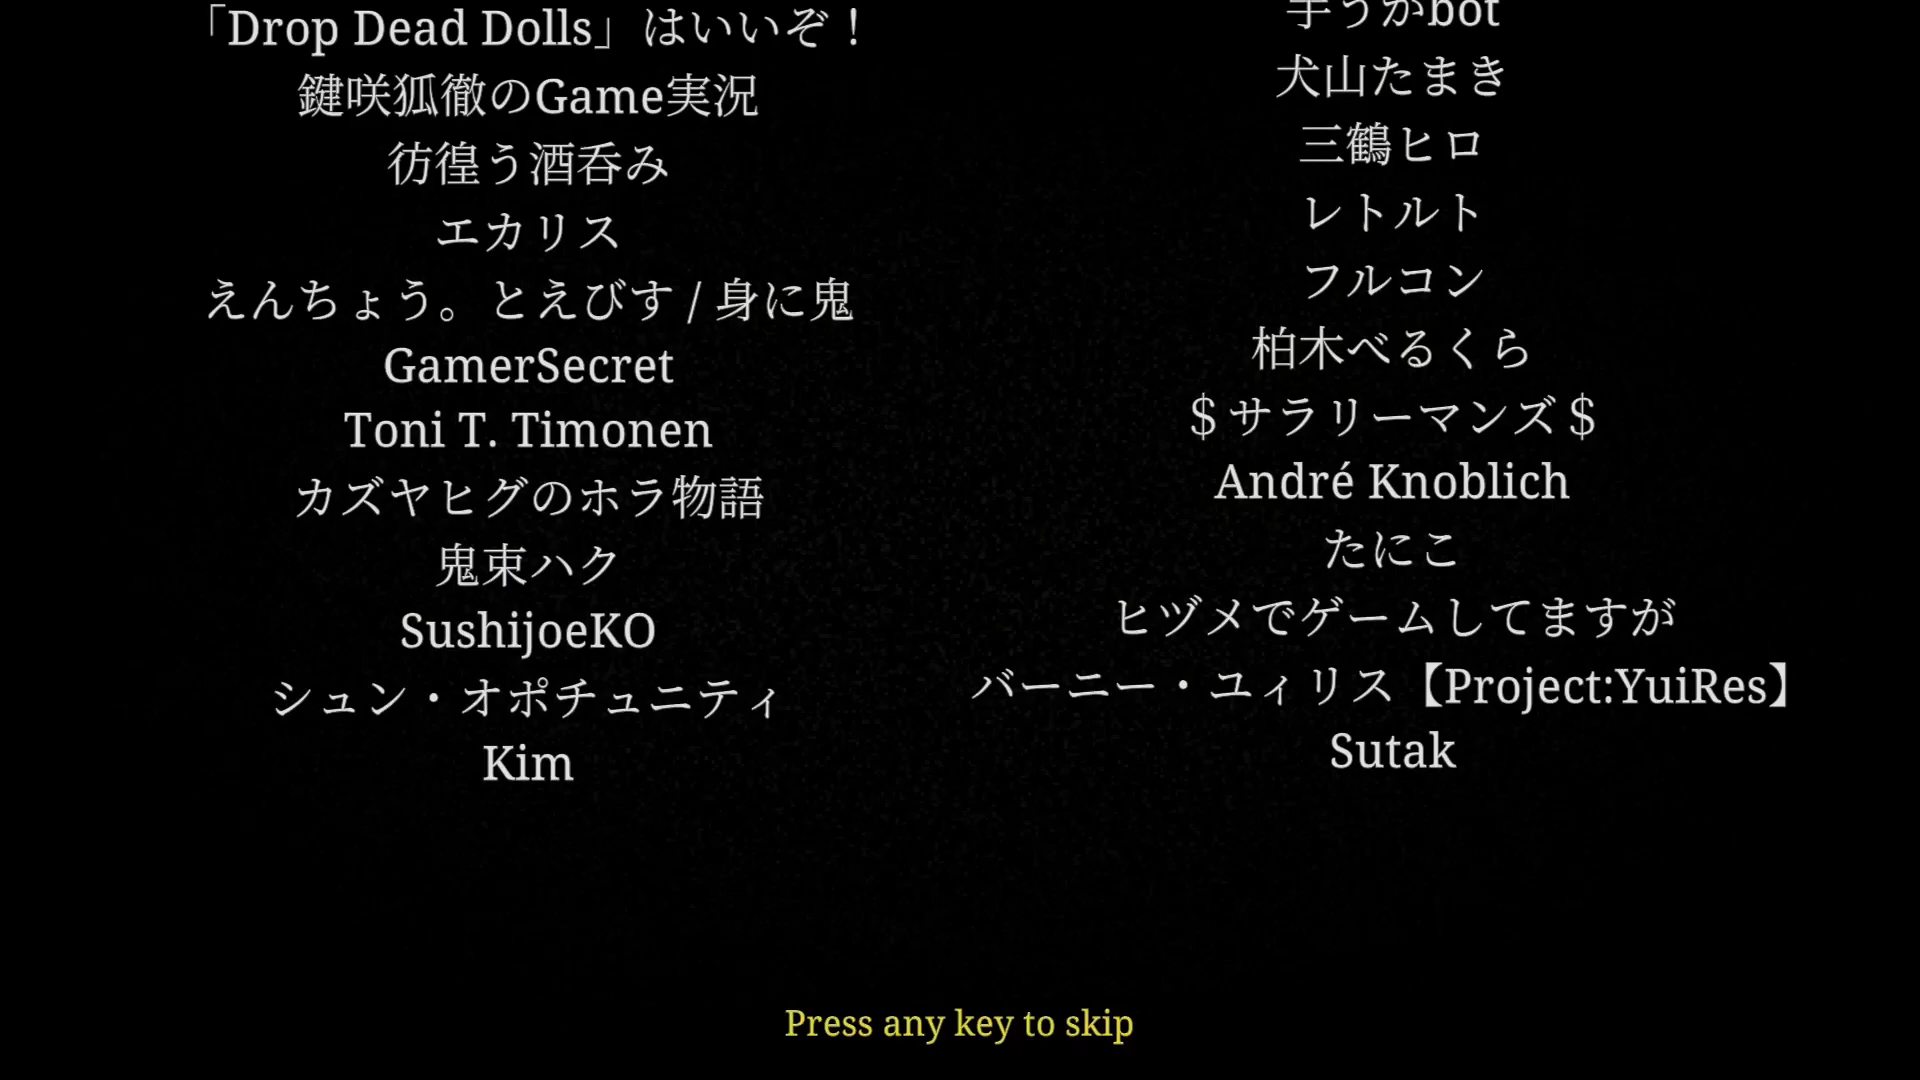 「Drop Dead Dolls」はいいぞ！
鍵咲狐徹のGame実況
彷徨う酒呑み
エカリス
えんちょう。とえびす / 身に鬼
GamerSecret
Toni T. Timonen
カズヤヒグのホラ物語
鬼束ハク
SushijoeKO
シュン・オポチュニティ
Kim
宇うかbot
犬山たまき
三鶴ヒロ
レトルト
フルコン
柏木べるくら
＄サラリーマンズ＄
André Knoblich
たにこ
ヒヅメでゲームしてますが
バーニー・ユィリス【Project:YuiRes】
Sutak
Press any key to skip